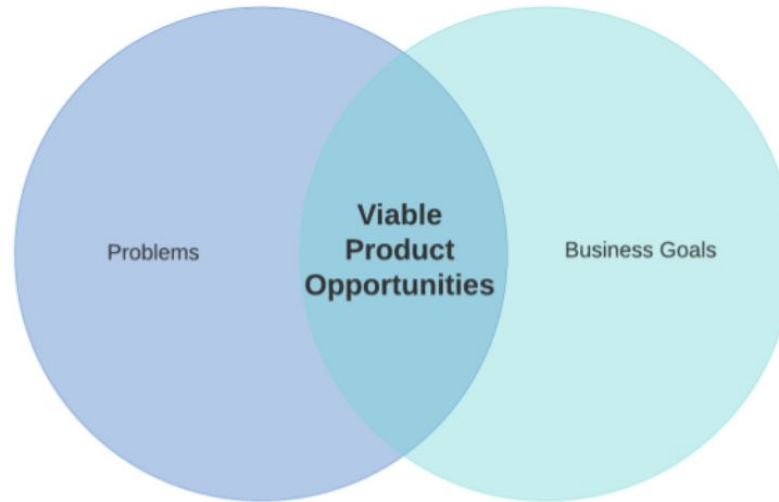 Problems
Viable
Product
Opportunities
Business Goals